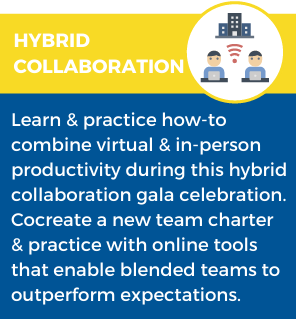 HYBRID
COLLABORATION
Learn & practice how-to
combine virtual & in-person
productivity during this hybrid
collaboration gala celebration.
Cocreate a new team charter
& practice with online tools
that enable blended teams to
outperform expectations.